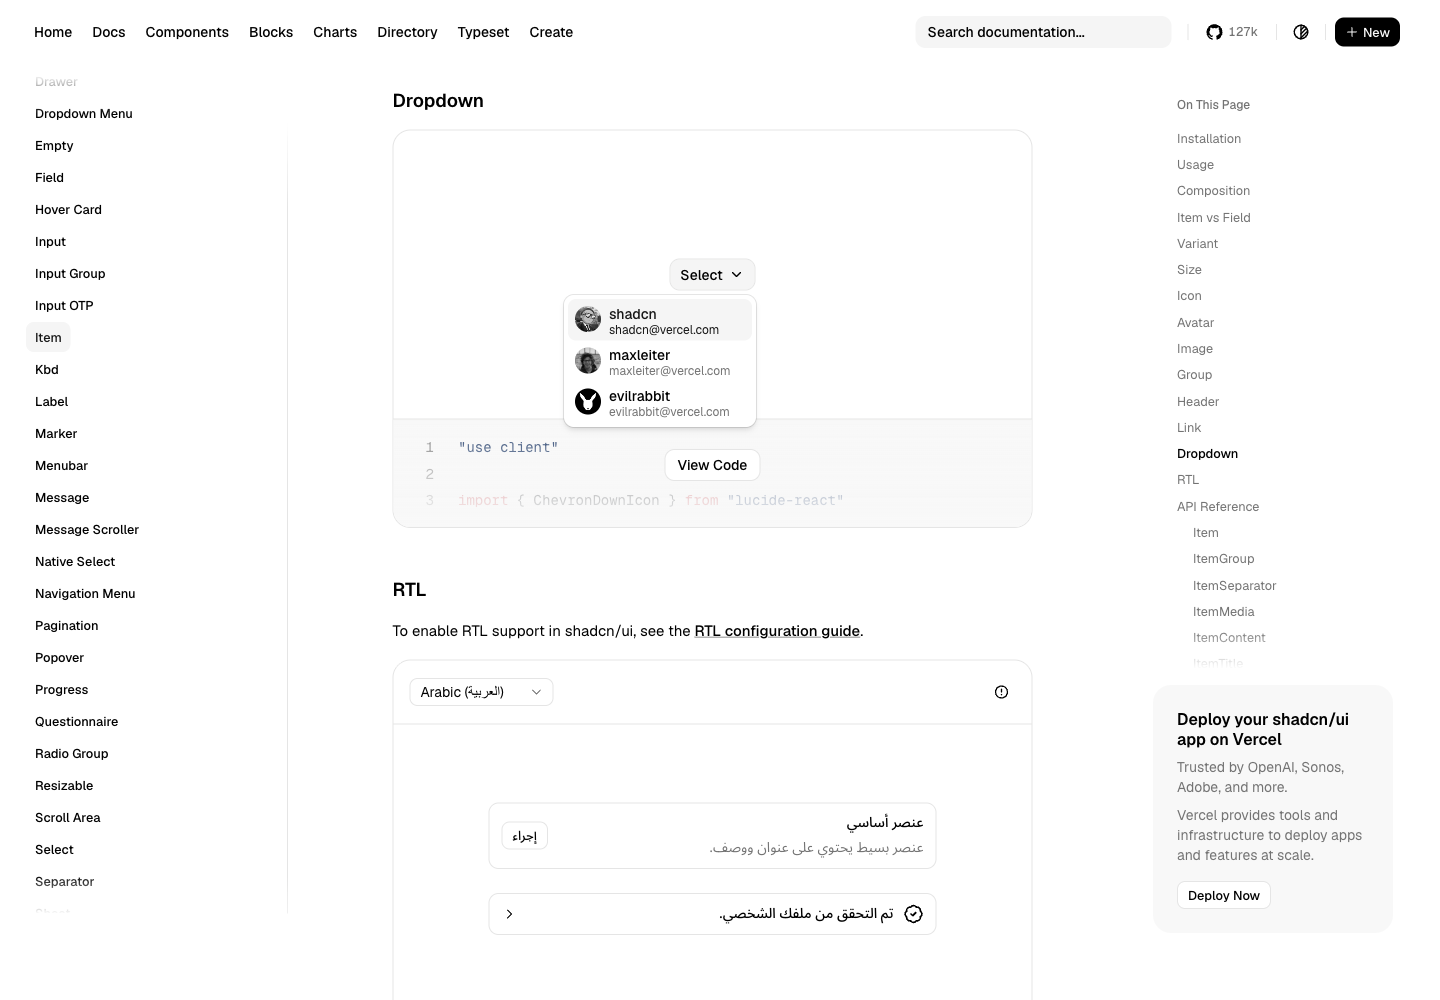 Home
Docs
Components
Blocks
Charts
Directory
Typeset
Create
Search documentation...
127k
New
Drawer
Dropdown Menu
Empty
Field
Hover Card
Input
Input Group
Input OTP
Item
Kbd
Label
Marker
Menubar
Message
Message Scroller
Native Select
Navigation Menu
Pagination
Popover
Progress
Questionnaire
Radio Group
Resizable
Scroll Area
Select
Separator
Dropdown
Select
shadcn
shadcn@vercel.com
maxleiter
maxleiter@vercel.com
evilrabbit
evilrabbit@vercel.com
1 "use client"
2
View Code
3 import { ChevronDownIcon } from "lucide-react"
RTL
To enable RTL support in shadcn/ui, see the RTL configuration guide.
Arabic (العربية)
عنصر أساسي
عنصر بسيط يحتوي على عنوان ووصف.
إجراء
تم التحقق من ملفك الشخصي.
On This Page
Installation
Usage
Composition
Item vs Field
Variant
Size
Icon
Avatar
Image
Group
Header
Link
Dropdown
RTL
API Reference
Item
ItemGroup
ItemSeparator
ItemMedia
ItemContent
ItemTitle
Deploy your shadcn/ui
app on Vercel
Trusted by OpenAI, Sonos,
Adobe, and more.
Vercel provides tools and
infrastructure to deploy apps
and features at scale.
Deploy Now